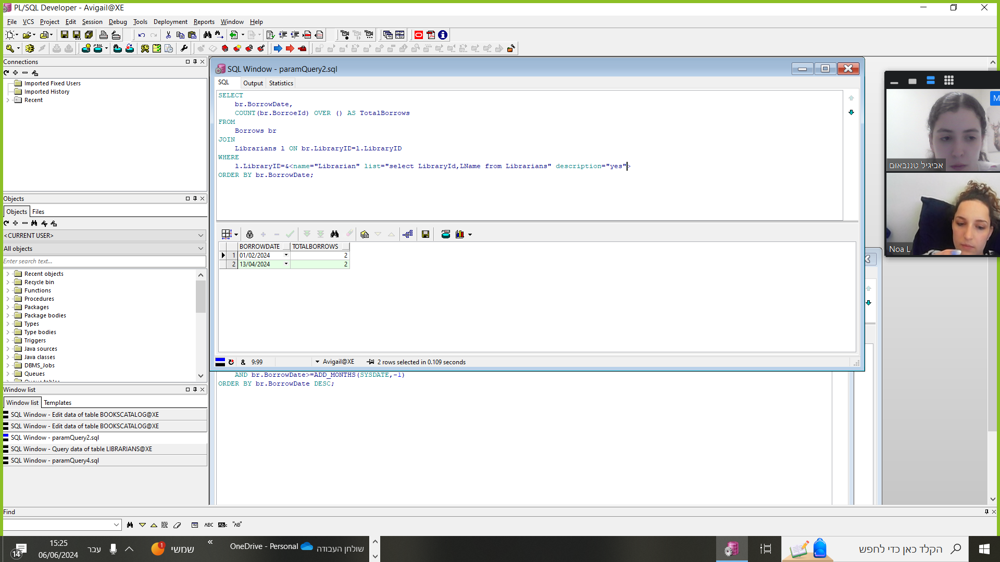 PL/SQL Developer - Avigail@XE
File VCS Project Edit Session Debug Tools Deployment Reports Window Help
Connections
Imported Fixed Users
Imported History
Recent
Objects
Objects Files
<CURRENT USER>
All objects
Enter search text...
Recent objects
Recycle bin
Functions
Procedures
Packages
Package bodies
Types
Type bodies
Triggers
Java sources
Java classes
DBMS_Jobs
Queues
Window list
Window list Templates
SQL Window - Edit data of table BOOKSCATALOG@XE
SQL Window - Edit data of table BOOKSCATALOG@XE
SQL Window - paramQuery2.sql
SQL Window - Query data of table LIBRARIANS@XE
SQL Window - paramQuery4.sql
SQL Window - paramQuery2.sql
SQL Output Statistics
SELECT
br.BorrowDate,
COUNT(br.BorroeId) OVER () AS TotalBorrows
FROM
Borrows br
JOIN
Librarians l ON br.LibraryID=l.LibraryID
WHERE
l.LibraryID=&<name="Librarian" list="select LibraryId,LName from Librarians" description="yes">
ORDER BY br.BorrowDate;
BORROWDATE TOTALBORROWS
1 01/02/2024 2
2 13/04/2024 2
& 9:99 Avigail@XE 2 rows selected in 0.109 seconds
AND br.BorrowDate>=ADD_MONTHS(SYSDATE,-1)
ORDER BY br.BorrowDate DESC;
M
אביגיל טננבאום
Noa L
Find
ABC "AB"
14
15:25
06/06/2024
עבר
1
שמשי
«
OneDrive - Personal
שולחן העבודה
הקלד כאן כדי לחפש